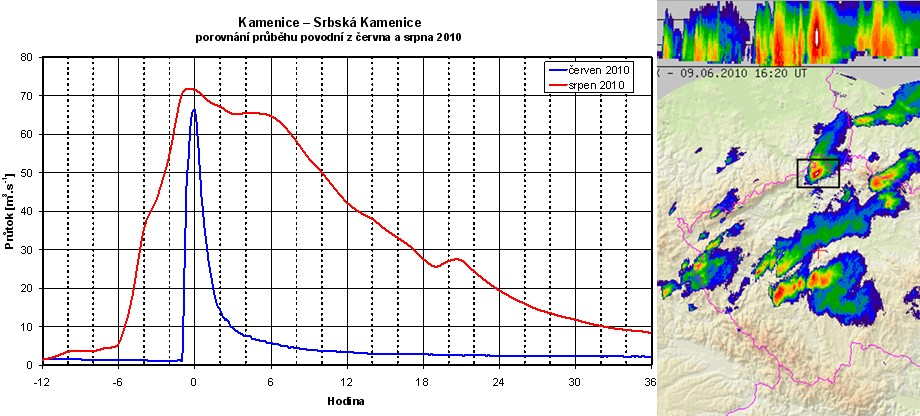 Kamenice – Srbská Kamenice
porovnání průběhu povodní z června a srpna 2010
80
70
60
50
40
30
20
10
0
Průtok [m³.s⁻¹]
červen 2010
srpen 2010
-12 -6 0 6 12 18 24 30 36
Hodina
- 09.06.2010 16:20 UT